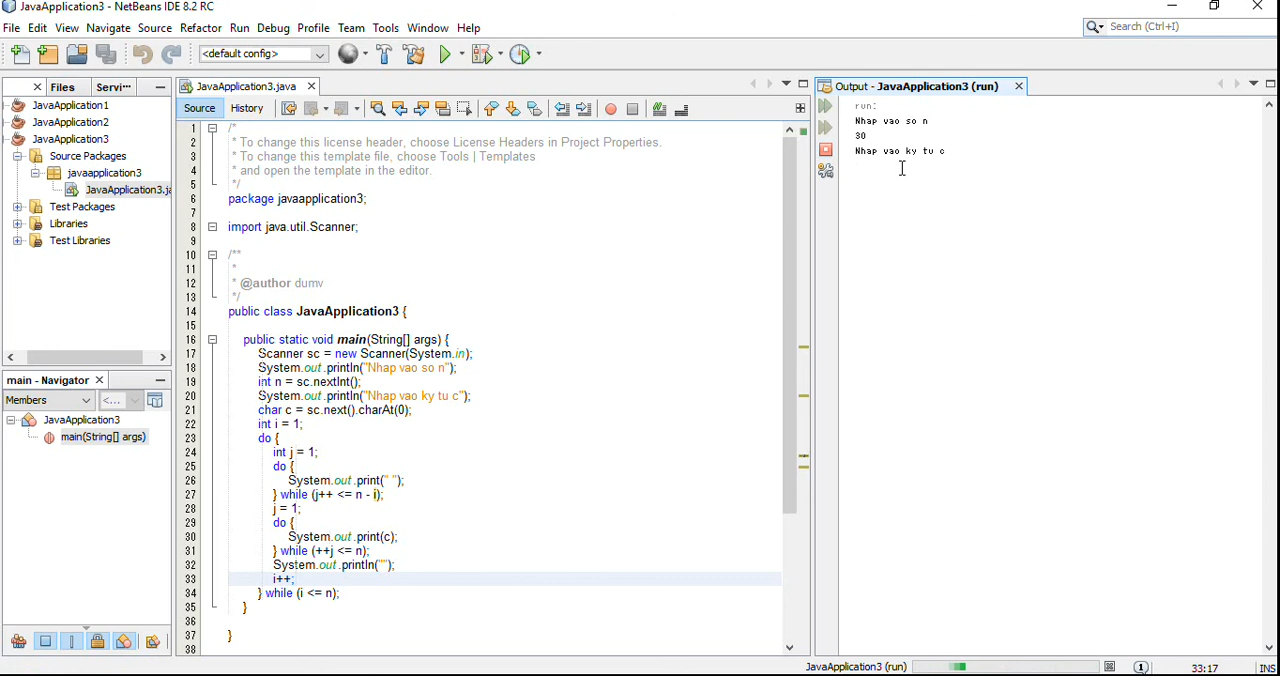 JavaApplication3 - NetBeans IDE 8.2 RC
File Edit View Navigate Source Refactor Run Debug Profile Team Tools Window Help
Search (Ctrl+I)
<default config>
Files Servi...
JavaApplication1
JavaApplication2
JavaApplication3
Source Packages
javaapplication3
JavaApplication3.ja
Test Packages
Libraries
Test Libraries
main - Navigator
Members <...
JavaApplication3
main(String[] args)
JavaApplication3.java
Source History
1 /*
2 * To change this license header, choose License Headers in Project Properties.
3 * To change this template file, choose Tools | Templates
4 * and open the template in the editor.
5 */
6 package javaapplication3;
7
8 import java.util.Scanner;
9
10 /**
11 *
12 * @author dumv
13 */
14 public class JavaApplication3 {
15
16 public static void main(String[] args) {
17 Scanner sc = new Scanner(System.in);
18 System.out.println("Nhap vao so n");
19 int n = sc.nextInt();
20 System.out.println("Nhap vao ky tu c");
21 char c = sc.next().charAt(0);
22 int i = 1;
23 do {
24 int j = 1;
25 do {
26 System.out.print(" ");
27 } while (j++ <= n - i);
28 j = 1;
29 do {
30 System.out.print(c);
31 } while (++j <= n);
32 System.out.println("");
33 i++;
34 } while (i <= n);
35 }
36
37 }
38
Output - JavaApplication3 (run)
run:
Nhap vao so n
30
Nhap vao ky tu c
JavaApplication3 (run) 1 33:17 INS